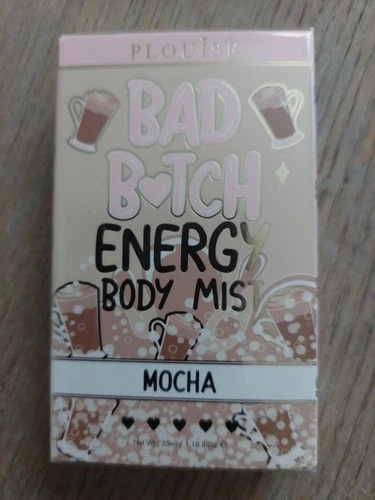 PLOUISE
BAD
B♥TCH
ENERGY
BODY MIST
MOCHA